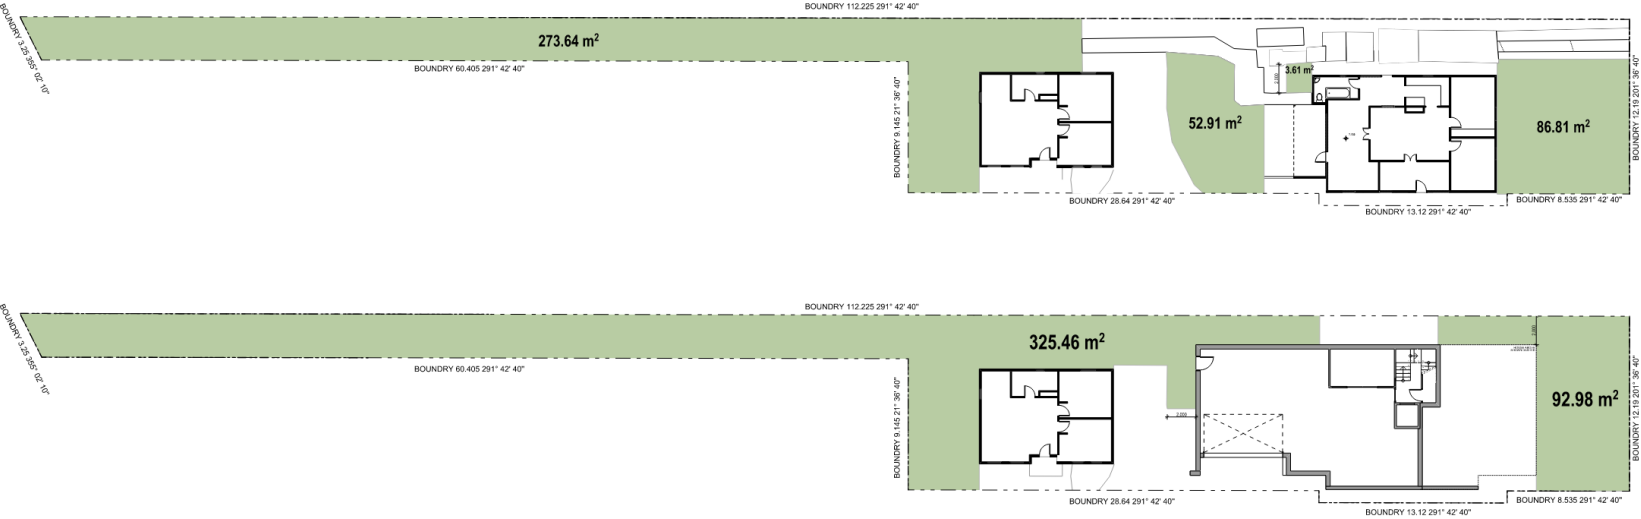 BOUNDRY 112.225 291° 42' 40"
BOUNDRY 3.25 355° 02' 10"
273.64 m²
BOUNDRY 60.405 291° 42' 40"
BOUNDRY 9.145 21° 36' 40"
3.61 m²
2.000
52.91 m²
86.81 m²
BOUNDRY 12.19 201° 36' 40"
BOUNDRY 28.64 291° 42' 40"
BOUNDRY 13.12 291° 42' 40"
BOUNDRY 8.535 291° 42' 40"
BOUNDRY 112.225 291° 42' 40"
BOUNDRY 3.25 355° 02' 10"
325.46 m²
2.000
BOUNDRY 60.405 291° 42' 40"
BOUNDRY 9.145 21° 36' 40"
2.000
92.98 m²
BOUNDRY 12.19 201° 36' 40"
BOUNDRY 28.64 291° 42' 40"
BOUNDRY 13.12 291° 42' 40"
BOUNDRY 8.535 291° 42' 40"